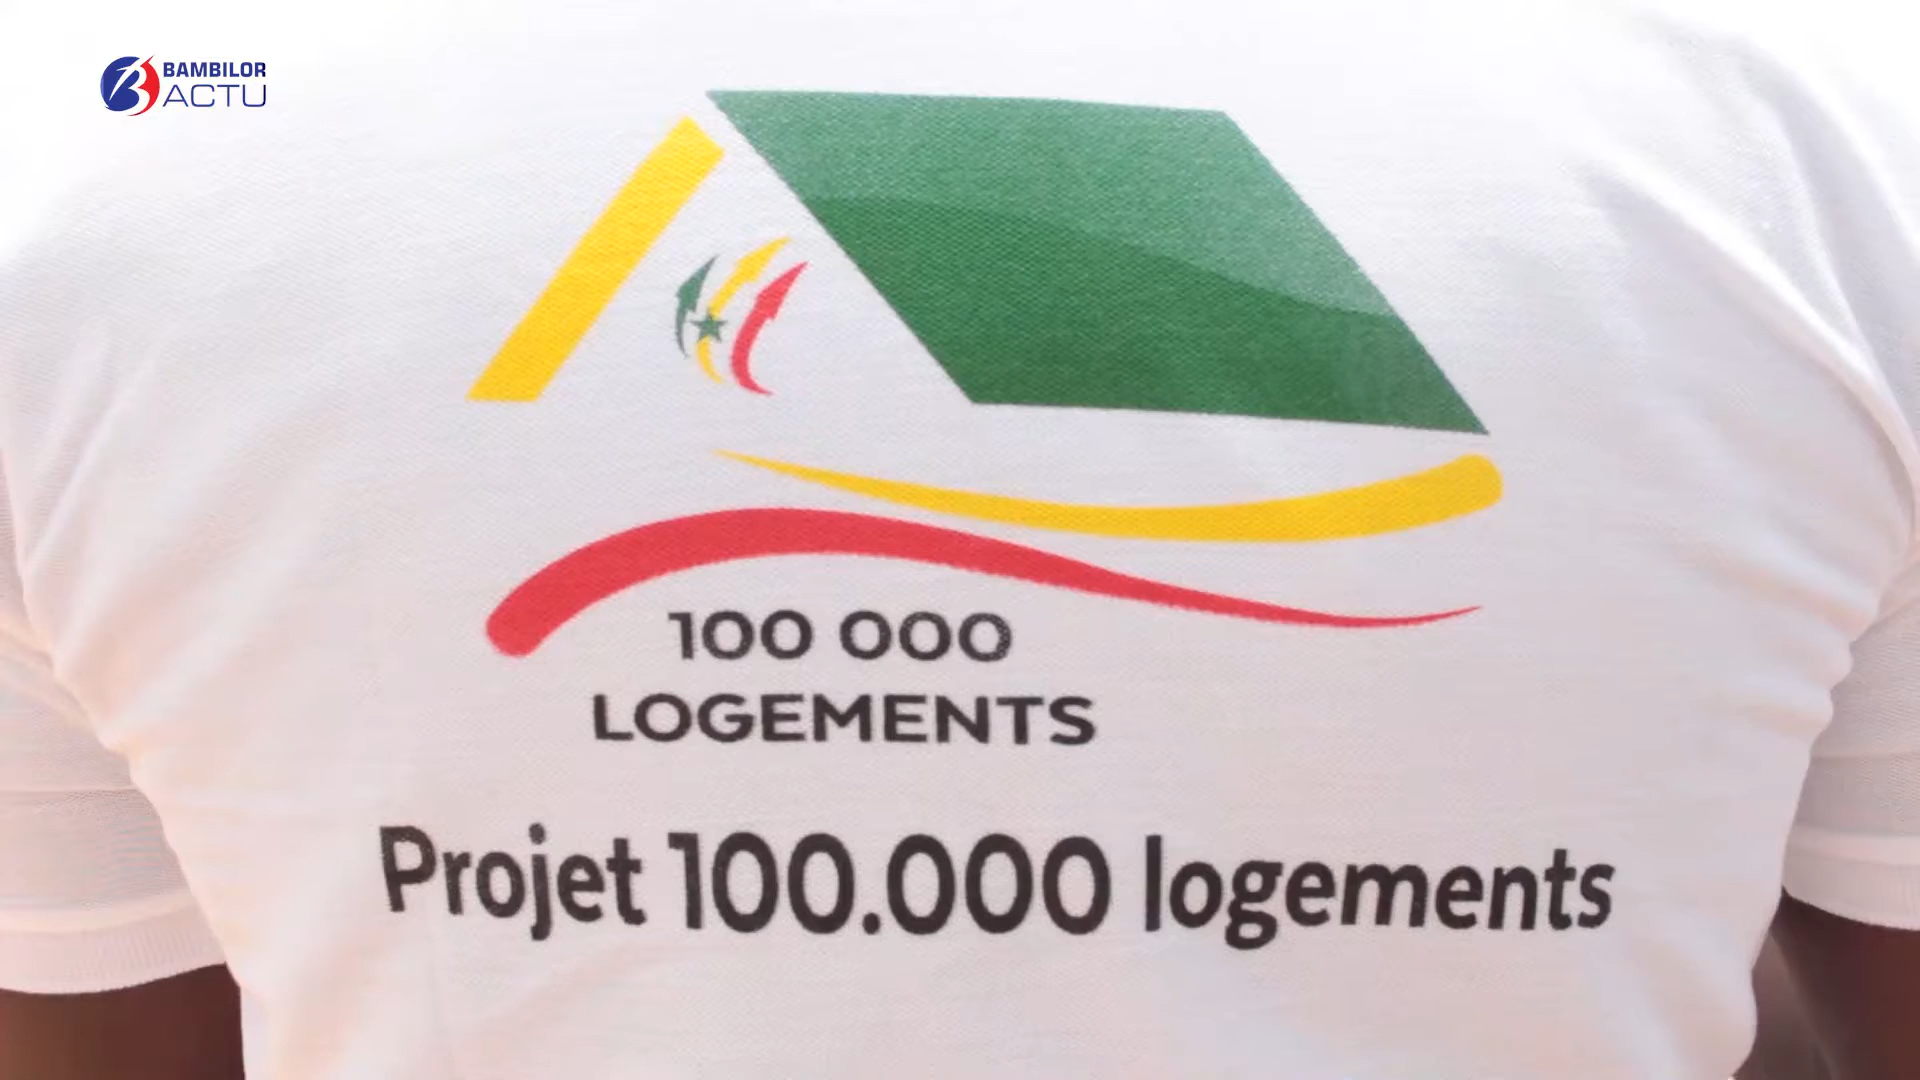 BAMBILOR
ACTU
100 000
LOGEMENTS
Projet 100.000 logements